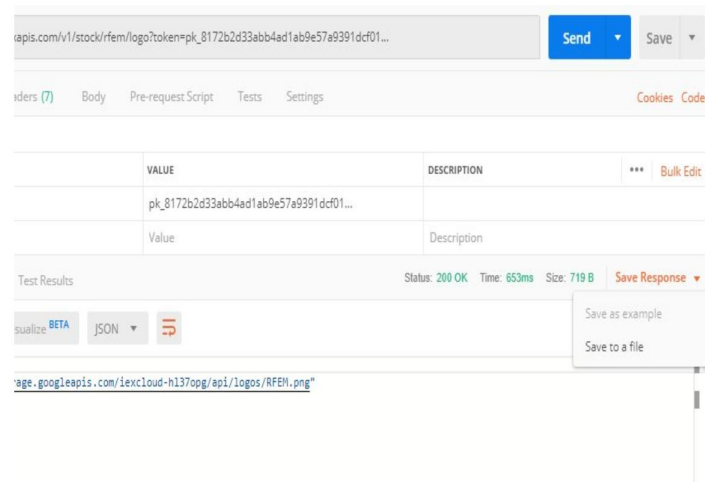 xapis.com/v1/stock/rfem/logo?token=pk_8172b2d33abb4ad1ab9e57a9391dcf01...
Send
Save
aders (7) Body Pre-request Script Tests Settings
Cookies Code
VALUE DESCRIPTION ••• Bulk Edit
pk_8172b2d33abb4ad1ab9e57a9391dcf01...
Value Description
Test Results Status: 200 OK Time: 653ms Size: 719 B Save Response
sualize BETA JSON
Save as example
Save to a file
rage.googleapis.com/iexcloud-hl37opg/api/logos/RFEM.png"